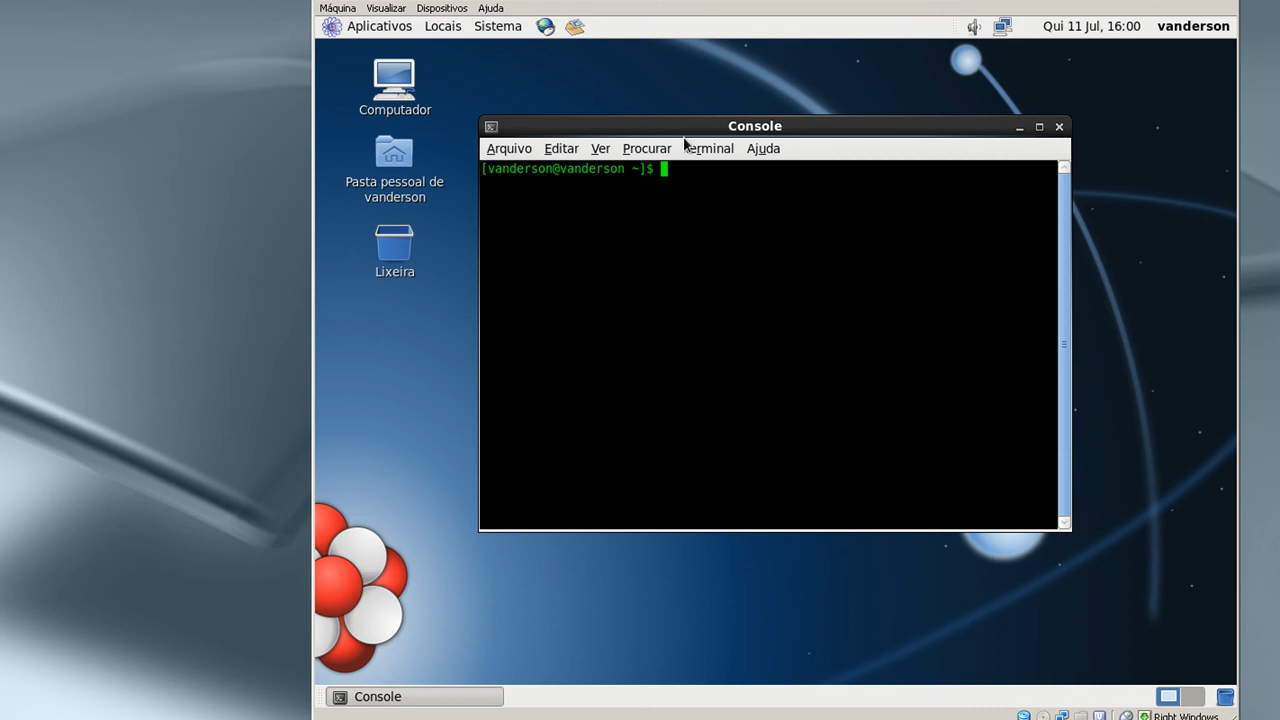 Máquina Visualizar Dispositivos Ajuda
Aplicativos Locais Sistema Qui 11 Jul, 16:00 vanderson
Computador
Pasta pessoal de
vanderson
Lixeira
Console
Arquivo Editar Ver Procurar Terminal Ajuda
[vanderson@vanderson ~]$
Console
Right Windows